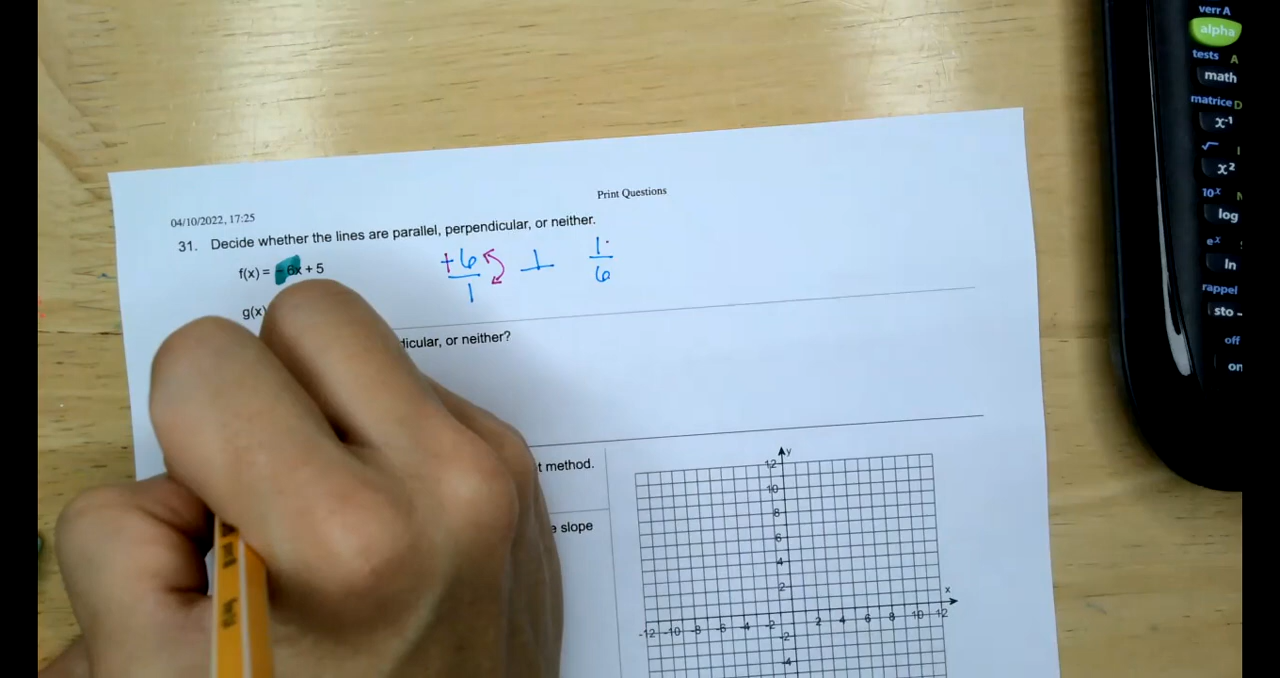 Print Questions
04/10/2022, 17:25
31. Decide whether the lines are parallel, perpendicular, or neither.
f(x) = -6x + 5
+6/1 ⊥ 1/6
g(x)
or neither?
method.
slope
y
12
10
8
6
4
2
x
-12 -10 -8 -6 -4 -2 2 4 6 8 10 12
-2
-4
verr A
alpha
tests A
math
matrice D
x-1
√
x2
10x N
log
ex
ln
rappel
sto
off
on